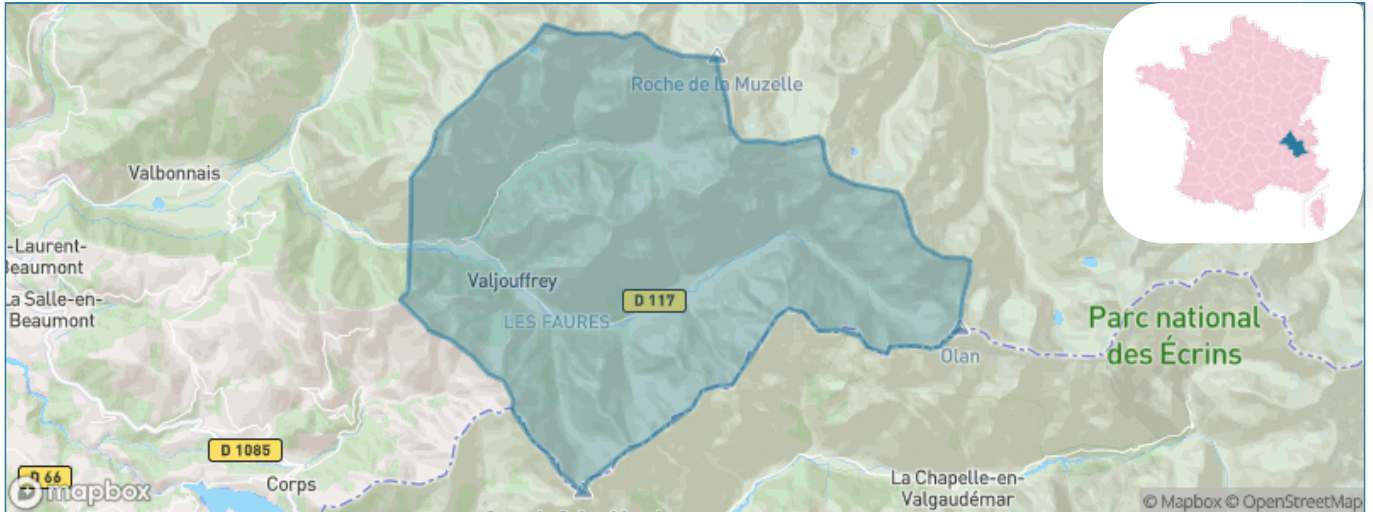 Roche de la Muzelle
Valbonnais
-Laurent-
Beaumont
Valjouffrey
La Salle-en-
Beaumont
D 117
LES FAURES
Parc national
des Écrins
Olan
D 1085
D 66
Corps
La Chapelle-en-
Valgaudémar
mapbox
© Mapbox © OpenStreetMap